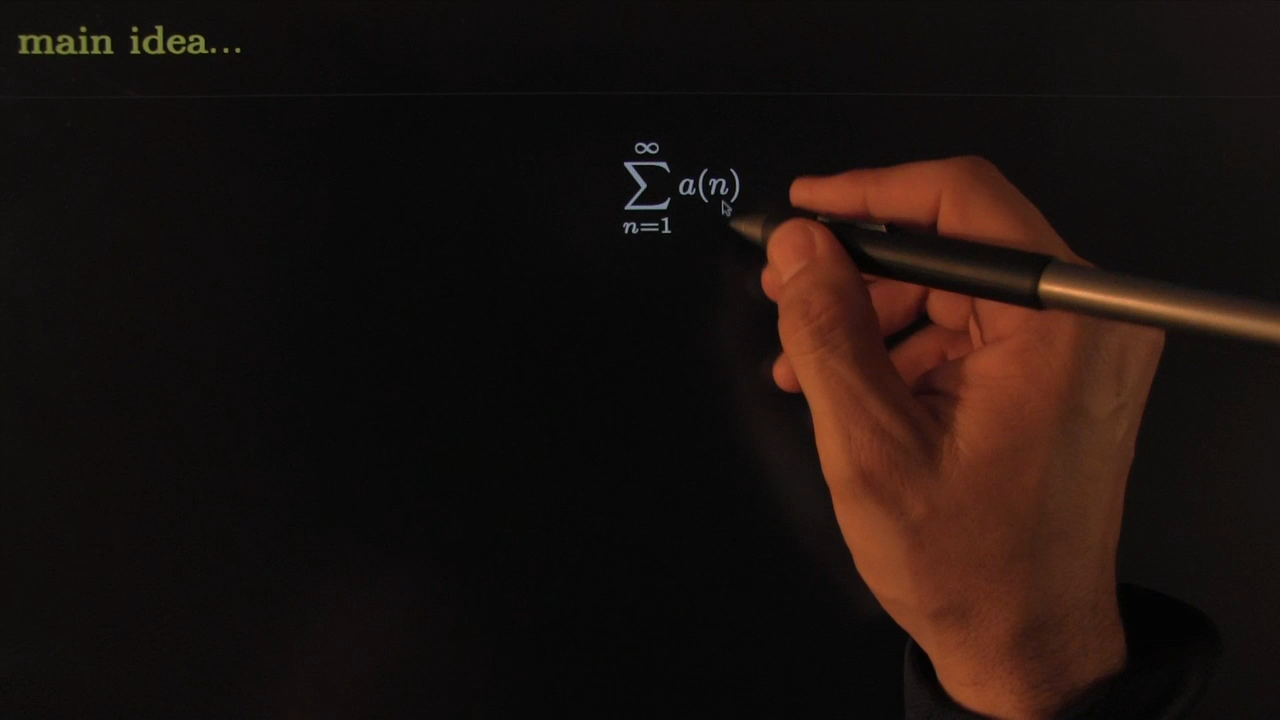 main idea...
∞
∑ a(n)
n=1